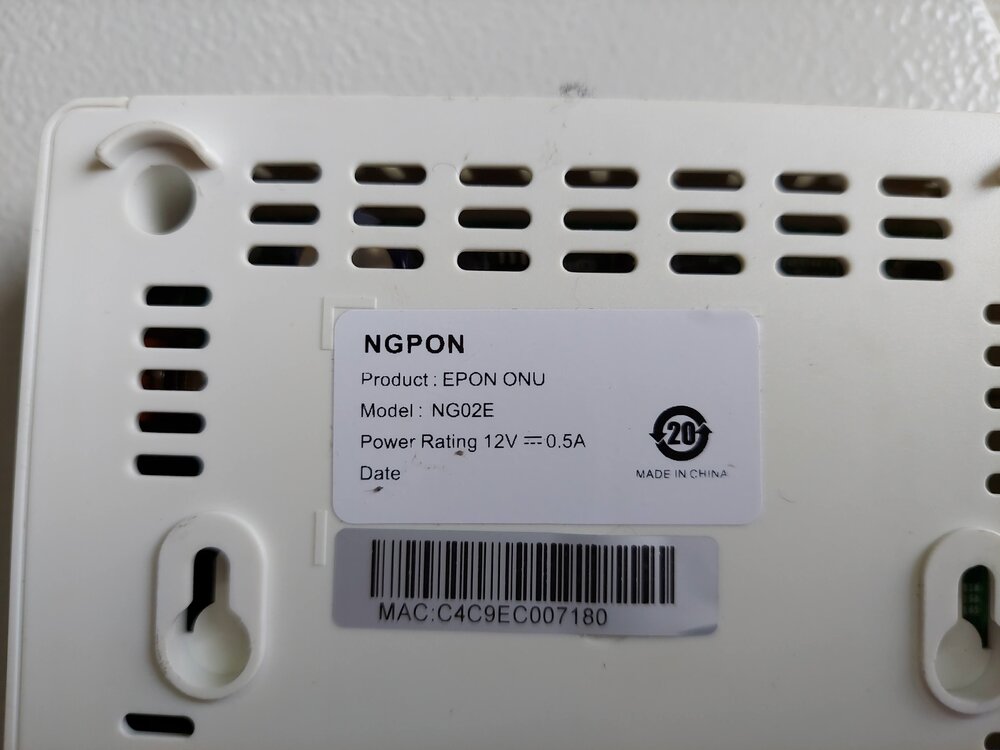 NGPON
Product : EPON ONU
Model : NG02E
Power Rating 12V ⎓ 0.5A
Date
20
MADE IN CHINA
MAC:C4C9EC007180